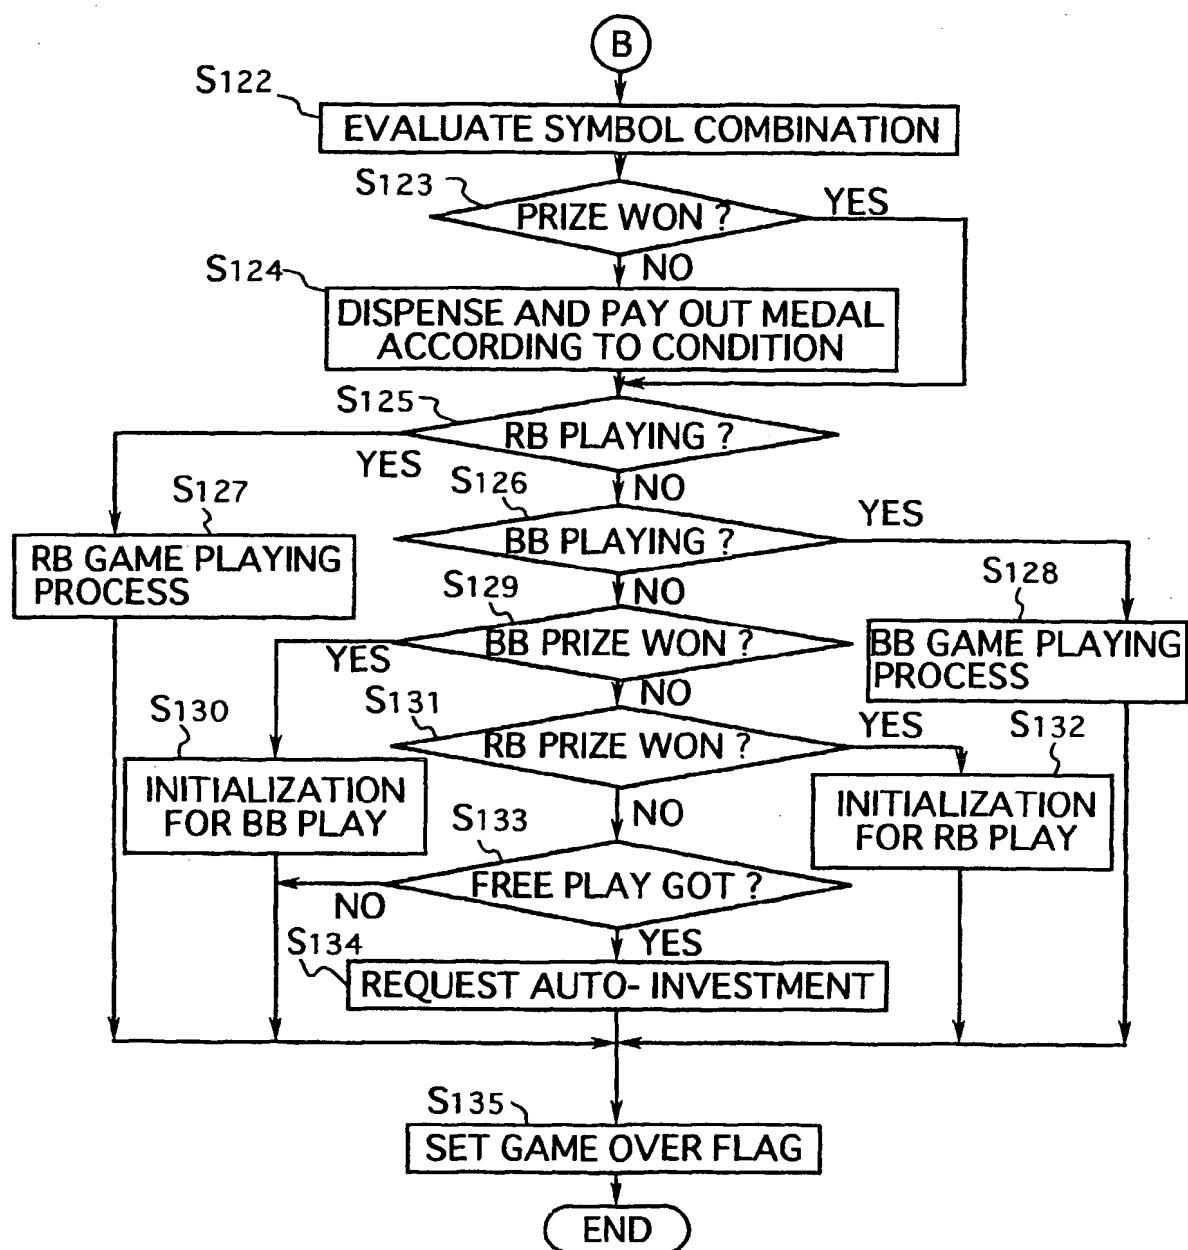 B
S122
EVALUATE SYMBOL COMBINATION
S123
PRIZE WON ?
YES
NO
S124
DISPENSE AND PAY OUT MEDAL
ACCORDING TO CONDITION
S125
RB PLAYING ?
YES
NO
S126
BB PLAYING ?
YES
NO
S127
RB GAME PLAYING
PROCESS
S128
BB GAME PLAYING
PROCESS
S129
BB PRIZE WON ?
YES
NO
S130
INITIALIZATION
FOR BB PLAY
S131
RB PRIZE WON ?
YES
NO
S132
INITIALIZATION
FOR RB PLAY
S133
FREE PLAY GOT ?
NO
YES
S134
REQUEST AUTO- INVESTMENT
S135
SET GAME OVER FLAG
END